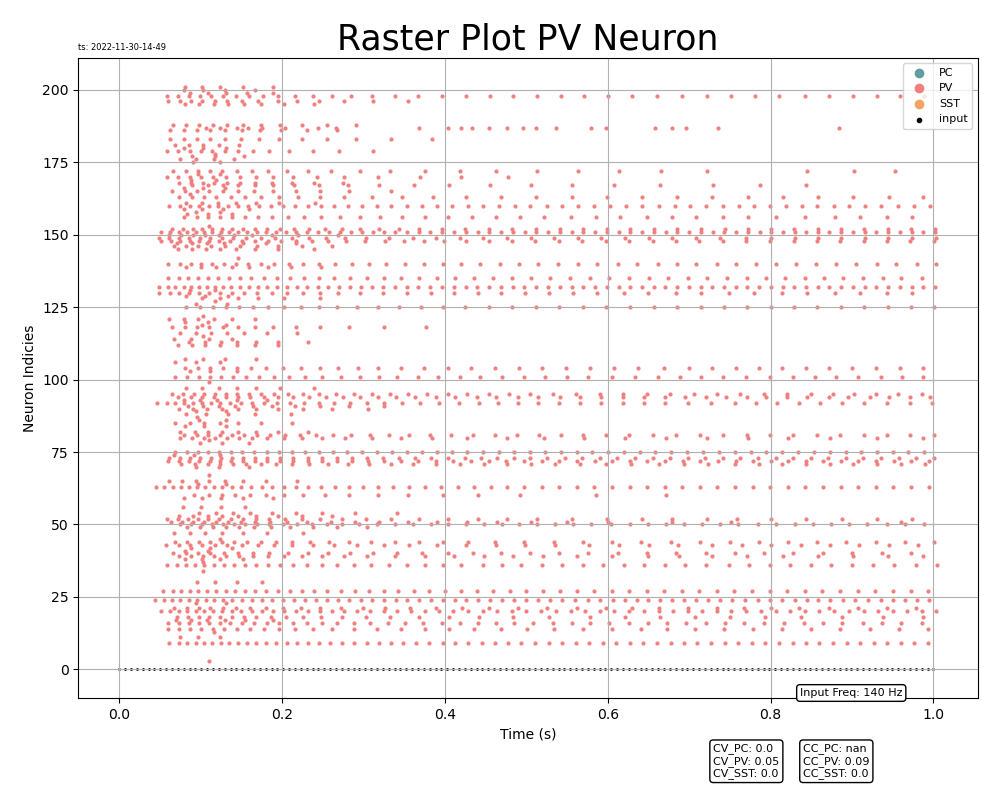 Raster Plot PV Neuron
ts: 2022-11-30-14-49
PC
PV
SST
input
200
175
150
125
100
75
50
25
0
Neuron Indicies
0.0 0.2 0.4 0.6 0.8 1.0
Time (s)
Input Freq: 140 Hz
CV_PC: 0.0
CV_PV: 0.05
CV_SST: 0.0
CC_PC: nan
CC_PV: 0.09
CC_SST: 0.0